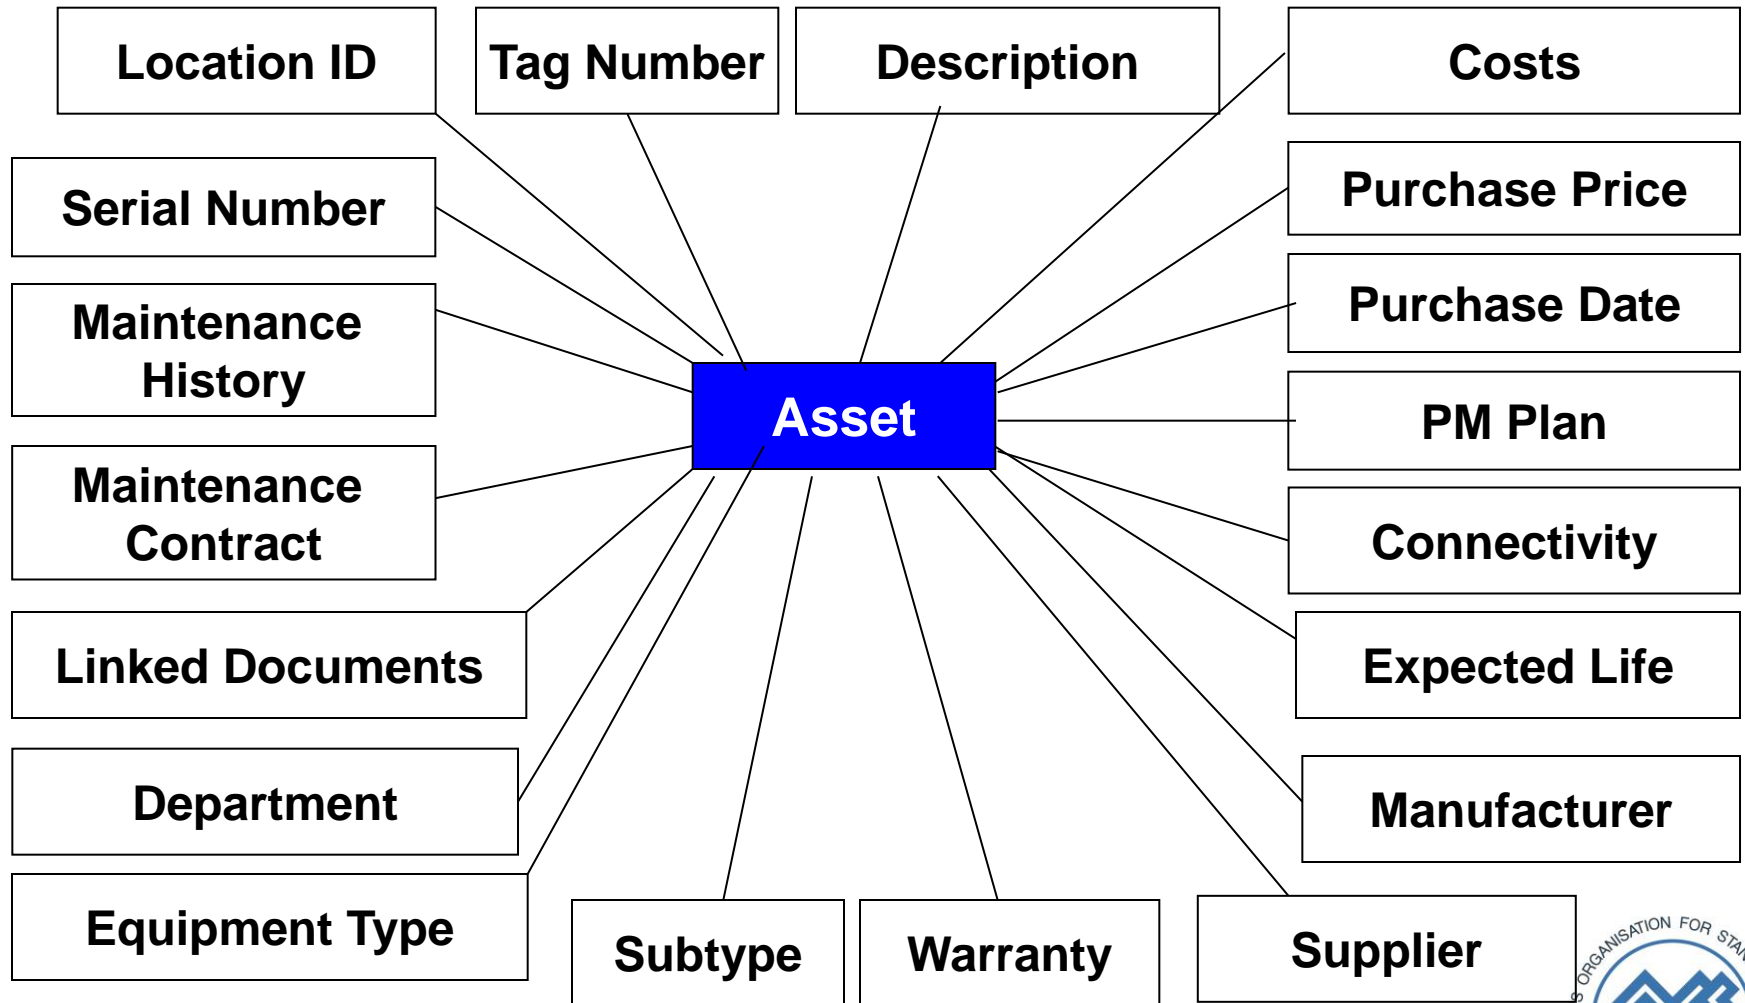 Location ID
Tag Number
Description
Costs
Serial Number
Purchase Price
Maintenance
History
Purchase Date
Asset
PM Plan
Maintenance
Contract
Connectivity
Linked Documents
Expected Life
Department
Manufacturer
Equipment Type
Subtype
Warranty
Supplier
ORGANISATION FOR